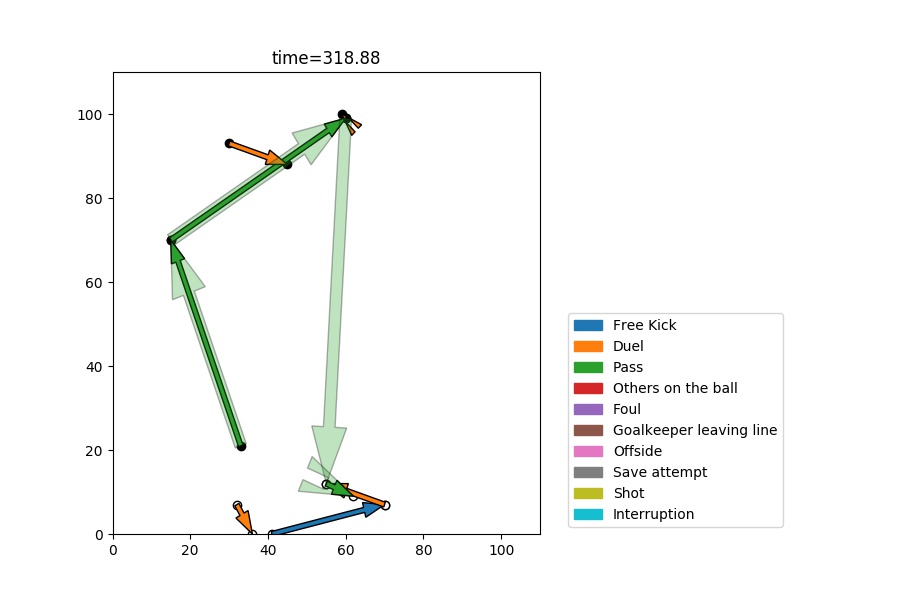 time=318.88
100
80
60
40
20
0
0 20 40 60 80 100
Free Kick
Duel
Pass
Others on the ball
Foul
Goalkeeper leaving line
Offside
Save attempt
Shot
Interruption